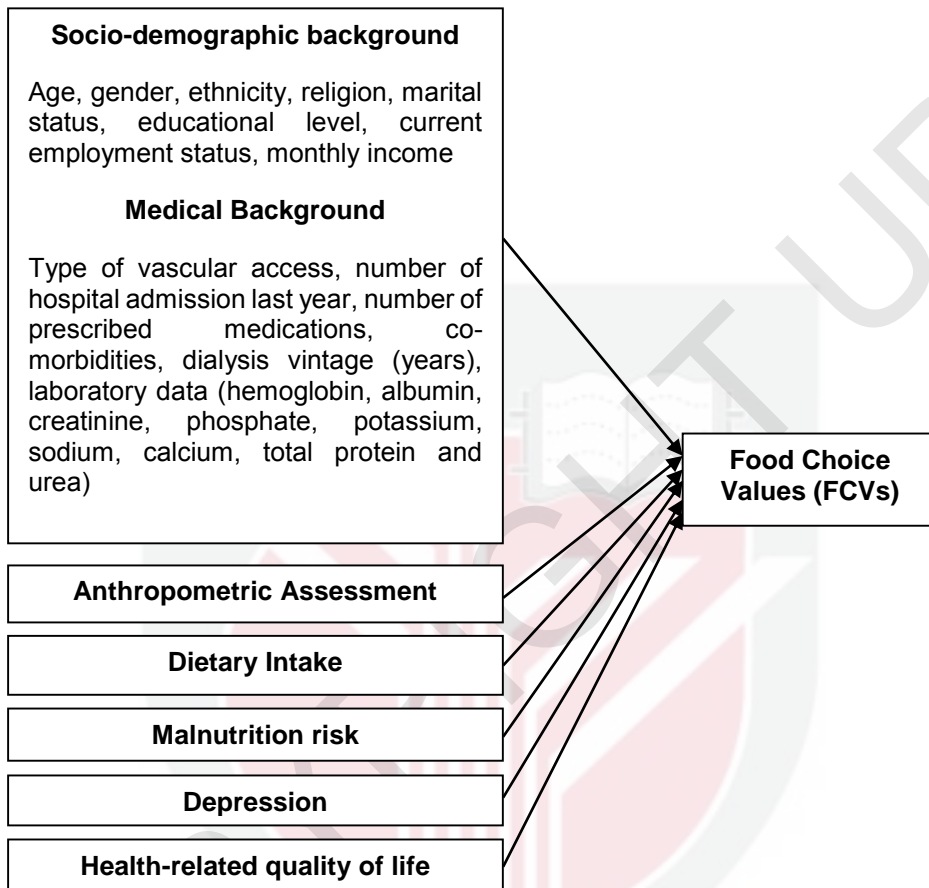 Socio-demographic background
Age, gender, ethnicity, religion, marital
status, educational level, current
employment status, monthly income
Medical Background
Type of vascular access, number of
hospital admission last year, number of
prescribed medications, co-
morbidities, dialysis vintage (years),
laboratory data (hemoglobin, albumin,
creatinine, phosphate, potassium,
sodium, calcium, total protein and
urea)
Anthropometric Assessment
Dietary Intake
Malnutrition risk
Depression
Health-related quality of life
Food Choice
Values (FCVs)